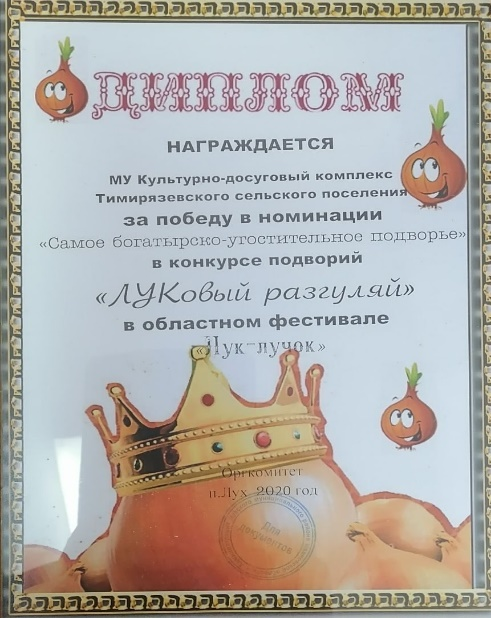 ДИПЛОМ
НАГРАЖДАЕТСЯ
МУ Культурно-досуговый комплекс
Тимирязевского сельского поселения
за победу в номинации
«Самое богатырско-угостительное подворье»
в конкурсе подворий
«ЛУКовый разгуляй»
в областном фестивале
«Лук-лучок»
Оргкомитет
п.Лух 2020 год
Для
документов